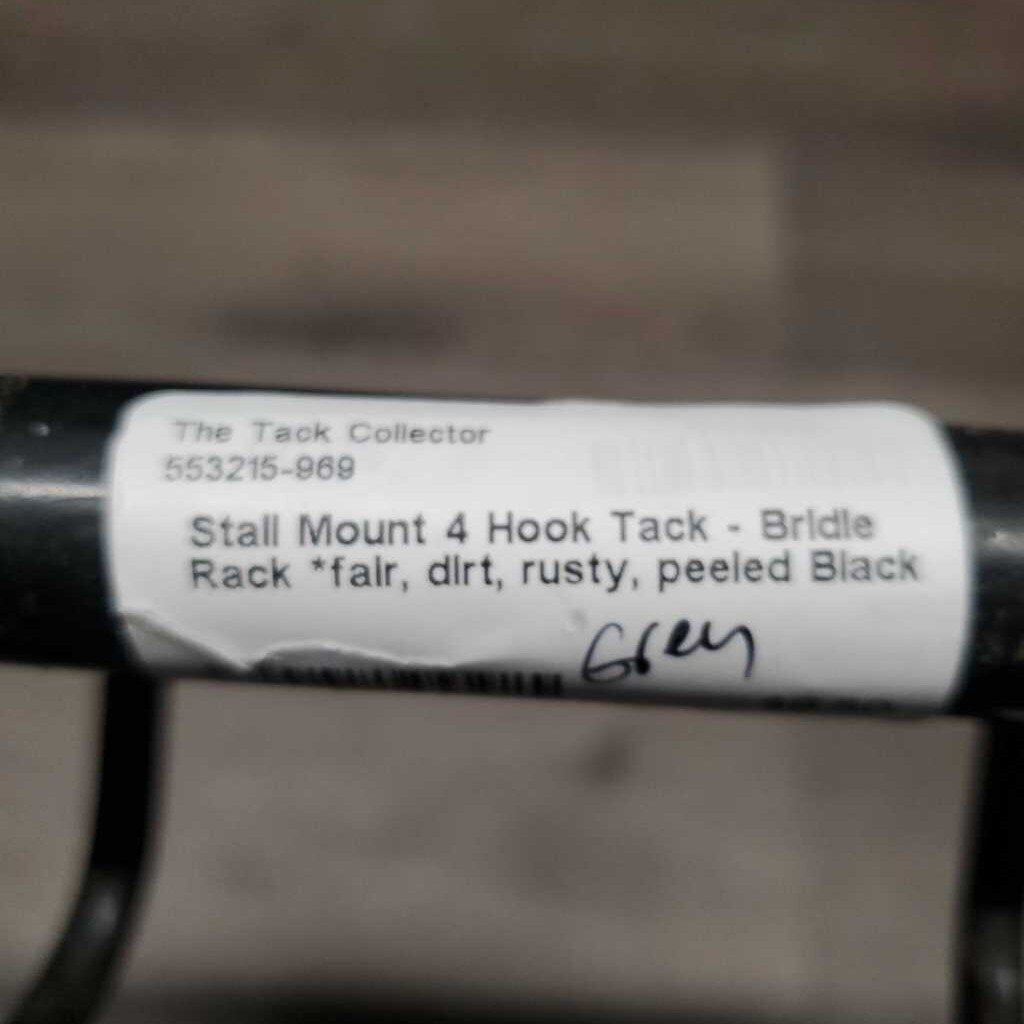 The Tack Collector
553215-969
Stall Mount 4 Hook Tack - Bridle
Rack *fair, dirt, rusty, peeled Black
Grey